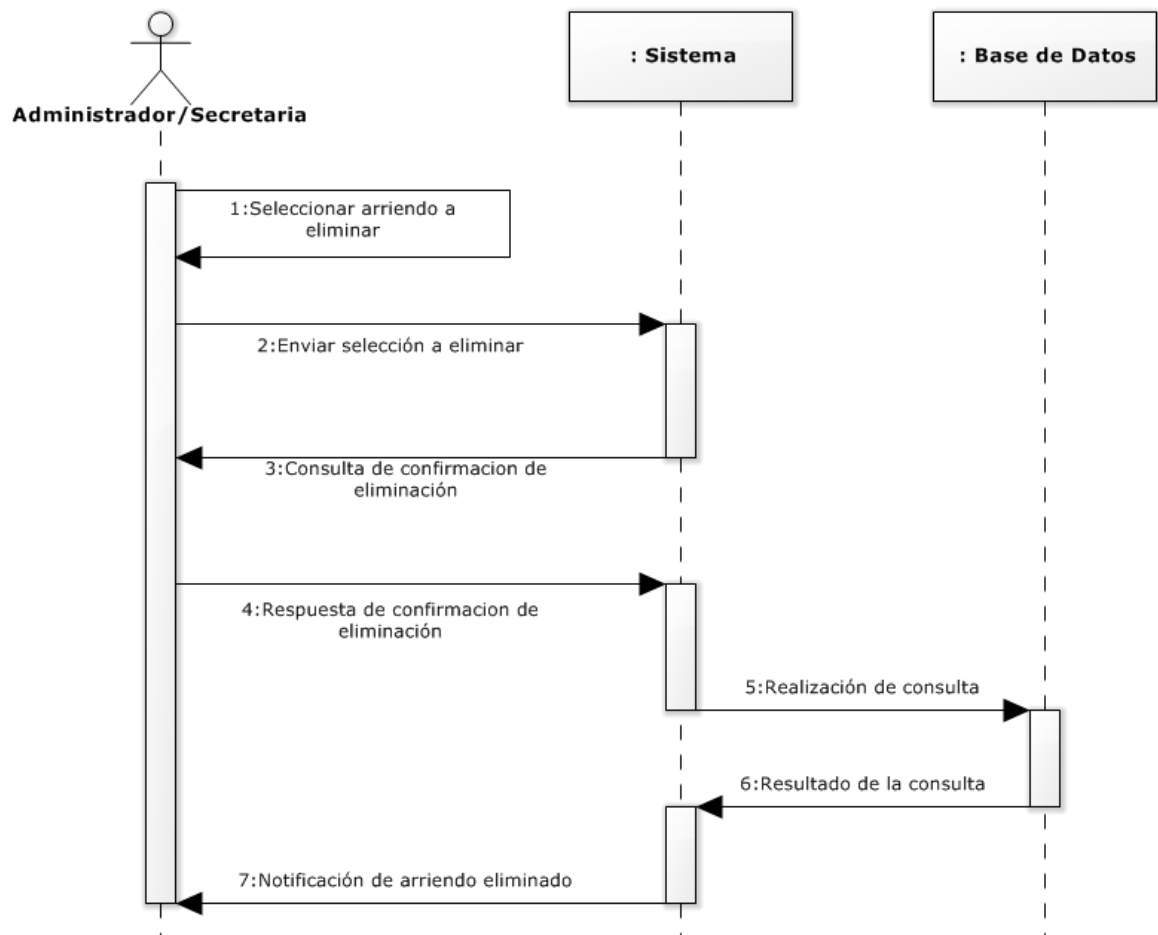 Administrador/Secretaria
: Sistema
: Base de Datos
1:Seleccionar arriendo a
eliminar
2:Enviar selección a eliminar
3:Consulta de confirmacion de
eliminación
4:Respuesta de confirmacion de
eliminación
5:Realización de consulta
6:Resultado de la consulta
7:Notificación de arriendo eliminado